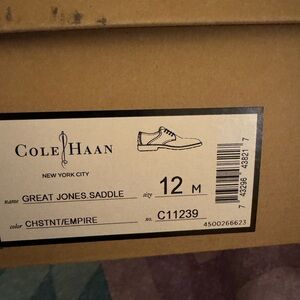 COLE HAAN
NEW YORK CITY
name GREAT JONES.SADDLE size 12 M
color CHSTNT/EMPIRE no. C11239
7 43296 43821 7
4500266623